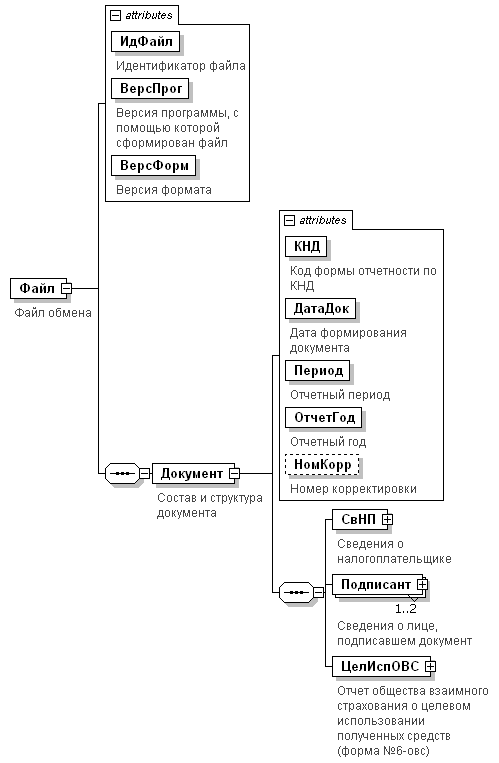 attributes
ИдФайл
Идентификатор файла
ВерсПрог
Версия программы, с
помощью которой
сформирован файл
ВерсФорм
Версия формата
Файл
Файл обмена
Документ
Состав и структура
документа
attributes
КНД
Код формы отчетности по
КНД
ДатаДок
Дата формирования
документа
Период
Отчетный период
ОтчетГод
Отчетный год
НомКорр
Номер корректировки
СвНП
Сведения о
налогоплательщике
Подписант
1..2
Сведения о лице,
подписавшем документ
ЦелИспОВС
Отчет общества взаимного
страхования о целевом
использовании
полученных средств
(форма №6-овс)